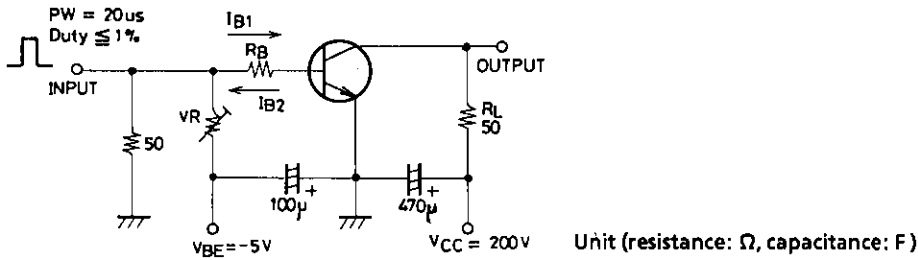 PW = 20us
Duty ≦ 1%
INPUT
IB1
RB
IB2
OUTPUT
VR
50
RL
50
100μ
+
470μ
+
VBE = -5V
VCC = 200V
Unit (resistance: Ω, capacitance: F)